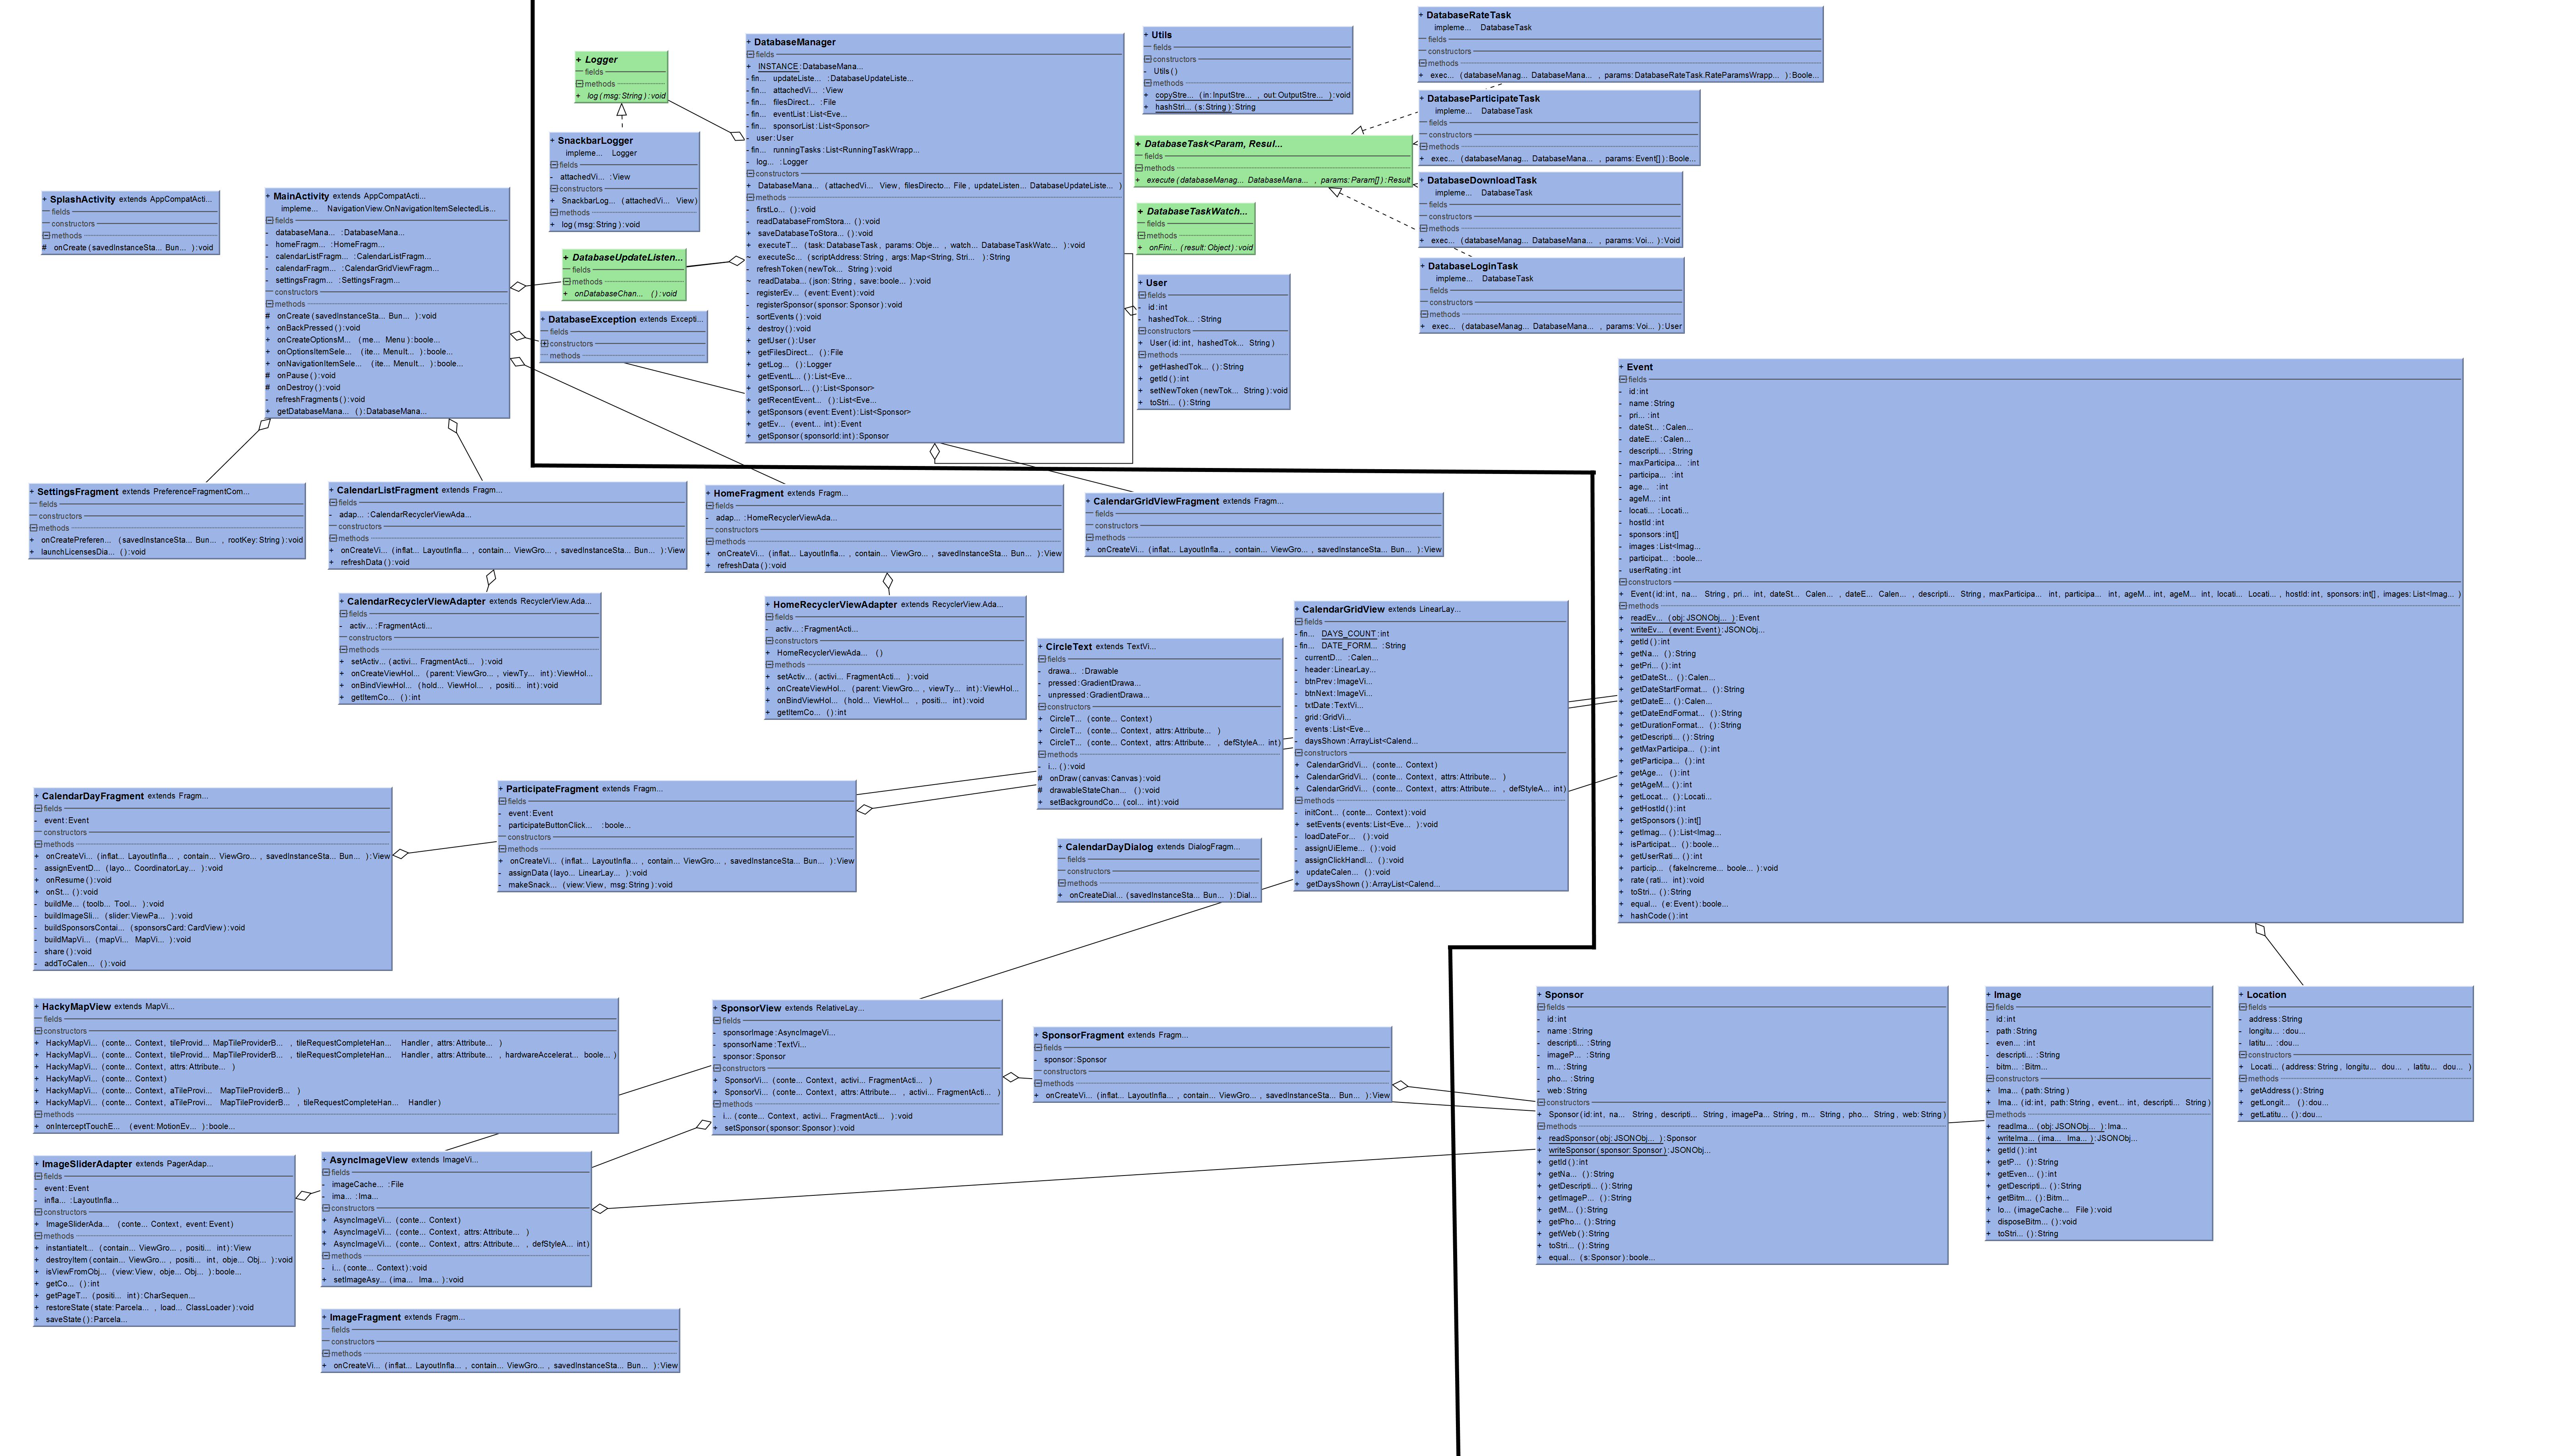 + SplashActivity extends AppCompatActi...
fields
constructors
methods
# onCreate (savedInstanceSta... Bun... ):void
+ MainActivity extends AppCompatActi...
impleme... NavigationView.OnNavigationItemSelectedLis...
fields
- databaseMana... :DatabaseMana...
- homeFragm... :HomeFragm...
- calendarListFragm... :CalendarListFragm...
- calendarFragm... :CalendarGridViewFragm...
- settingsFragm... :SettingsFragm...
constructors
methods
# onCreate (savedInstanceSta... Bun... ):void
+ onBackPressed ():void
+ onCreateOptionsM... (me... Menu ):boole...
+ onOptionsItemSele... (ite... MenuIt... ):boole...
+ onNavigationItemSele... (ite... MenuIt... ):boole...
# onPause ():void
# onDestroy ():void
- refreshFragments ():void
+ getDatabaseMana... ():DatabaseMana...
+ Logger
fields
methods
+ log (msg:String ):void
+ SnackbarLogger
impleme... Logger
fields
- attachedVi... :View
constructors
+ SnackbarLog... (attachedVi... View)
methods
+ log (msg:String ):void
+ DatabaseUpdateListen...
fields
methods
+ onDatabaseChan... ():void
+ DatabaseException extends Excepti...
fields
constructors
methods
+ DatabaseManager
fields
+ INSTANCE:DatabaseMana...
- fin... updateListe... :DatabaseUpdateListe...
- fin... attachedVi... :View
- fin... filesDirect... :File
- fin... eventList:List<Eve...
- fin... sponsorList:List<Sponsor>
- user:User
- fin... runningTasks:List<RunningTaskWrapp...
- log... :Logger
constructors
+ DatabaseMana... (attachedVi... View, filesDirecto... File, updateListen... DatabaseUpdateListe... )
methods
- firstLo... ():void
- readDatabaseFromStora... ():void
- saveDatabaseToStora... ():void
+ executeT... (task:DatabaseTask, params:Obje... , watch... DatabaseTaskWatc... ):void
~ executeSc... (scriptAddress:String, args:Map<String, Stri... ):String
- refreshToken (newTok... String ):void
~ readDataba... (json:String, save:boole... ):void
- registerEv... (event:Event):void
- registerSponsor (sponsor:Sponsor):void
- sortEvents ():void
+ destroy ():void
+ getUser ():User
+ getFilesDirect... ():File
+ getLog... ():Logger
+ getEventL... ():List<Eve...
+ getSponsorL... ():List<Sponsor>
+ getRecentEvent... ():List<Eve...
+ getSponsors (event:Event):List<Sponsor>
+ getEv... (event... int):Event
+ getSponsor (sponsorId:int):Sponsor
+ Utils
fields
constructors
- Utils ()
methods
+ copyStre... (in:InputStre... , out:OutputStre... ):void
+ hashStri... (s:String ):String
+ DatabaseTask<Param, Resul...
fields
methods
+ execute (databaseManag... DatabaseMana... , params:Param[]):Result
+ DatabaseTaskWatch...
fields
methods
+ onFini... (result:Object):void
+ User
fields
- id:int
- hashedTok... :String
constructors
+ User (id:int, hashedTok... String )
methods
+ getHashedTok... ():String
+ getId ():int
+ setNewToken (newTok... String ):void
+ toStri... ():String
+ DatabaseRateTask
impleme... DatabaseTask
fields
constructors
methods
+ exec... (databaseManag... DatabaseMana... , params:DatabaseRateTask.RateParamsWrapp... ):Boole...
+ DatabaseParticipateTask
impleme... DatabaseTask
fields
constructors
methods
+ exec... (databaseManag... DatabaseMana... , params:Event[]):Boole...
+ DatabaseDownloadTask
impleme... DatabaseTask
fields
constructors
methods
+ exec... (databaseManag... DatabaseMana... , params:Voi... ):Void
+ DatabaseLoginTask
impleme... DatabaseTask
fields
constructors
methods
+ exec... (databaseManag... DatabaseMana... , params:Voi... ):User
+ Event
fields
- id:int
- name:String
- pri... :int
- dateSt... :Calen...
- dateE... :Calen...
- descripti... :String
- maxParticipa... :int
- participa... :int
- age... :int
- ageM... :int
- locati... :Locati...
- hostId:int
- sponsors:int[]
- images:List<Imag...
- participat... :boole...
- userRating:int
constructors
+ Event (id:int, na... String, pri... int, dateSt... Calen... , dateE... Calen... , descripti... String, maxParticipa... int, participa... int, ageM... int, ageM... int, locati... Locati... , hostId:int, sponsors:int[], images:List<Imag... )
methods
+ readEv... (obj:JSONObj... ):Event
+ writeEv... (event:Event):JSONObj...
+ getId ():int
+ getNa... ():String
+ getPri... ():int
+ getDateSt... ():Calen...
+ getDateStartFormat... ():String
+ getDateE... ():Calen...
+ getDateEndFormat... ():String
+ getDurationFormat... ():String
+ getDescripti... ():String
+ getMaxParticipa... ():int
+ getParticipa... ():int
+ getAge... ():int
+ getAgeM... ():int
+ getLocat... ():Locati...
+ getHostId ():int
+ getSponsors ():int[]
+ getImag... ():List<Imag...
+ isParticipat... ():boole...
+ getUserRati... ():int
+ particip... (fakeIncreme... boole... ):void
+ rate (rati... int):void
+ toStri... ():String
+ equal... (e:Event):boole...
+ hashCode ():int
+ SettingsFragment extends PreferenceFragmentCom...
fields
constructors
methods
+ onCreatePreferen... (savedInstanceSta... Bun... , rootKey:String ):void
+ launchLicensesDia... ():void
+ CalendarListFragment extends Fragm...
fields
- adap... :CalendarRecyclerViewAda...
constructors
methods
+ onCreateVi... (inflat... LayoutInfla... , contain... ViewGro... , savedInstanceSta... Bun... ):View
+ refreshData ():void
+ HomeFragment extends Fragm...
fields
- adap... :HomeRecyclerViewAda...
constructors
methods
+ onCreateVi... (inflat... LayoutInfla... , contain... ViewGro... , savedInstanceSta... Bun... ):View
+ refreshData ():void
+ CalendarGridViewFragment extends Fragm...
fields
constructors
methods
+ onCreateVi... (inflat... LayoutInfla... , contain... ViewGro... , savedInstanceSta... Bun... ):View
+ CalendarRecyclerViewAdapter extends RecyclerView.Ada...
fields
- activ... :FragmentActi...
constructors
methods
+ setActiv... (activi... FragmentActi... ):void
+ onCreateViewHol... (parent:ViewGro... , viewTy... int):ViewHol...
+ onBindViewHol... (hold... ViewHol... , positi... int):void
+ getItemCo... ():int
+ HomeRecyclerViewAdapter extends RecyclerView.Ada...
fields
- activ... :FragmentActi...
constructors
+ HomeRecyclerViewAda... ()
methods
+ setActiv... (activi... FragmentActi... ):void
+ onCreateViewHol... (parent:ViewGro... , viewTy... int):ViewHol...
+ onBindViewHol... (hold... ViewHol... , positi... int):void
+ getItemCo... ():int
+ CircleText extends TextVi...
fields
- drawa... :Drawable
- pressed:GradientDrawa...
- unpressed:GradientDrawa...
constructors
+ CircleT... (conte... Context)
+ CircleT... (conte... Context, attrs:Attribute... )
+ CircleT... (conte... Context, attrs:Attribute... , defStyleA... int)
methods
- i... ():void
# onDraw (canvas:Canvas):void
# drawableStateChan... ():void
+ setBackgroundCo... (col... int):void
+ CalendarGridView extends LinearLay...
fields
- fin... DAYS_COUNT:int
- fin... DATE_FORM... :String
- currentD... :Calen...
- header:LinearLay...
- btnPrev:ImageVi...
- btnNext:ImageVi...
- txtDate:TextVi...
- grid:GridVi...
- events:List<Eve...
- daysShown:ArrayList<Calend...
constructors
+ CalendarGridVi... (conte... Context)
+ CalendarGridVi... (conte... Context, attrs:Attribute... )
+ CalendarGridVi... (conte... Context, attrs:Attribute... , defStyleA... int)
methods
- initCont... (conte... Context):void
+ setEvents (events:List<Eve... ):void
- loadDateFor... ():void
- assignUiEleme... ():void
- assignClickHandl... ():void
+ updateCalen... ():void
+ getDaysShown ():ArrayList<Calend...
+ CalendarDayFragment extends Fragm...
fields
- event:Event
constructors
methods
+ onCreateVi... (inflat... LayoutInfla... , contain... ViewGro... , savedInstanceSta... Bun... ):View
- assignEventD... (layo... CoordinatorLay... ):void
+ onResume ():void
+ onSt... ():void
- buildMe... (toolb... Tool... ):void
- buildImageSli... (slider:ViewPa... ):void
- buildSponsorsContai... (sponsorsCard:CardView):void
- buildMapVi... (mapVi... MapVi... ):void
- share ():void
- addToCalen... ():void
+ ParticipateFragment extends Fragm...
fields
- event:Event
- participateButtonClick... :boole...
constructors
methods
+ onCreateVi... (inflat... LayoutInfla... , contain... ViewGro... , savedInstanceSta... Bun... ):View
- assignData (layo... LinearLay... ):void
- makeSnack... (view:View, msg:String ):void
+ CalendarDayDialog extends DialogFragm...
fields
constructors
methods
+ onCreateDial... (savedInstanceSta... Bun... ):Dial...
+ HackyMapView extends MapVi...
fields
constructors
+ HackyMapVi... (conte... Context, tileProvid... MapTileProviderB... , tileRequestCompleteHan... Handler, attrs:Attribute... )
+ HackyMapVi... (conte... Context, tileProvid... MapTileProviderB... , tileRequestCompleteHan... Handler, attrs:Attribute... , hardwareAccelerat... boole... )
+ HackyMapVi... (conte... Context, attrs:Attribute... )
+ HackyMapVi... (conte... Context)
+ HackyMapVi... (conte... Context, aTileProvi... MapTileProviderB... )
+ HackyMapVi... (conte... Context, aTileProvi... MapTileProviderB... , tileRequestCompleteHan... Handler)
methods
+ onInterceptTouchE... (event:MotionEv... ):boole...
+ SponsorView extends RelativeLay...
fields
- sponsorImage:AsyncImageVi...
- sponsorName:TextVi...
- sponsor:Sponsor
constructors
+ SponsorVi... (conte... Context, activi... FragmentActi... )
+ SponsorVi... (conte... Context, attrs:Attribute... , activi... FragmentActi... )
methods
- i... (conte... Context, activi... FragmentActi... ):void
+ setSponsor (sponsor:Sponsor):void
+ SponsorFragment extends Fragm...
fields
- sponsor:Sponsor
constructors
methods
+ onCreateVi... (inflat... LayoutInfla... , contain... ViewGro... , savedInstanceSta... Bun... ):View
+ Sponsor
fields
- id:int
- name:String
- descripti... :String
- imageP... :String
- m... :String
- pho... :String
- web:String
constructors
+ Sponsor (id:int, na... String, descripti... String, imagePa... String, m... String, pho... String, web:String )
methods
+ readSponsor (obj:JSONObj... ):Sponsor
+ writeSponsor (sponsor:Sponsor):JSONObj...
+ getId ():int
+ getNa... ():String
+ getDescripti... ():String
+ getImageP... ():String
+ getM... ():String
+ getPho... ():String
+ getWeb ():String
+ toStri... ():String
+ equal... (s:Sponsor):boole...
+ Image
fields
- id:int
- path:String
- even... :int
- descripti... :String
- bitm... :Bitm...
constructors
+ Ima... (path:String )
+ Ima... (id:int, path:String, event... int, descripti... String )
methods
+ readIma... (obj:JSONObj... ):Ima...
+ writeIma... (ima... Ima... ):JSONObj...
+ getId ():int
+ getP... ():String
+ getEven... ():int
+ getDescripti... ():String
+ getBitm... ():Bitm...
+ lo... (imageCache... File):void
+ disposeBitm... ():void
+ toStri... ():String
+ Location
fields
- address:String
- longitu... :dou...
- latitu... :dou...
constructors
+ Locati... (address:String, longitu... dou... , latitu... dou... )
methods
+ getAddress ():String
+ getLongit... ():dou...
+ getLatitu... ():dou...
+ ImageSliderAdapter extends PagerAdap...
fields
- event:Event
- infla... :LayoutInfla...
constructors
+ ImageSliderAda... (conte... Context, event:Event)
methods
+ instantiateIt... (contain... ViewGro... , positi... int):View
+ destroyItem (contain... ViewGro... , positi... int, obje... Obj... ):void
+ isViewFromObj... (view:View, obje... Obj... ):boole...
+ getCo... ():int
+ getPageT... (positi... int):CharSequen...
+ restoreState (state:Parcela... , load... ClassLoader):void
+ saveState ():Parcela...
+ AsyncImageView extends ImageVi...
fields
- imageCache... :File
- ima... :Ima...
constructors
+ AsyncImageVi... (conte... Context)
+ AsyncImageVi... (conte... Context, attrs:Attribute... )
+ AsyncImageVi... (conte... Context, attrs:Attribute... , defStyleA... int)
methods
- i... (conte... Context):void
+ setImageAsy... (ima... Ima... ):void
+ ImageFragment extends Fragm...
fields
constructors
methods
+ onCreateVi... (inflat... LayoutInfla... , contain... ViewGro... , savedInstanceSta... Bun... ):View